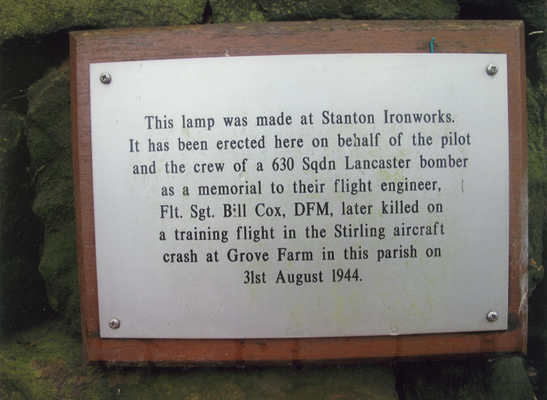 This lamp was made at Stanton Ironworks.
It has been erected here on behalf of the pilot
and the crew of a 630 Sqdn Lancaster bomber
as a memorial to their flight engineer,
Flt. Sgt. Bill Cox, DFM, later killed on
a training flight in the Stirling aircraft
crash at Grove Farm in this parish on
31st August 1944.